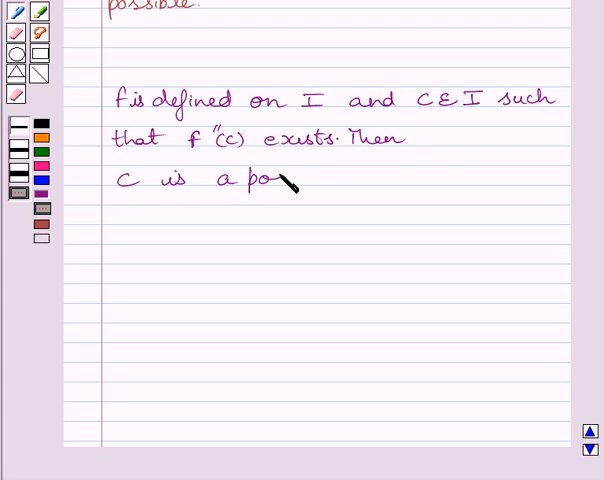 possible.
f is defined on I and c ε I such
that f "(c) exists. Then
c is a po